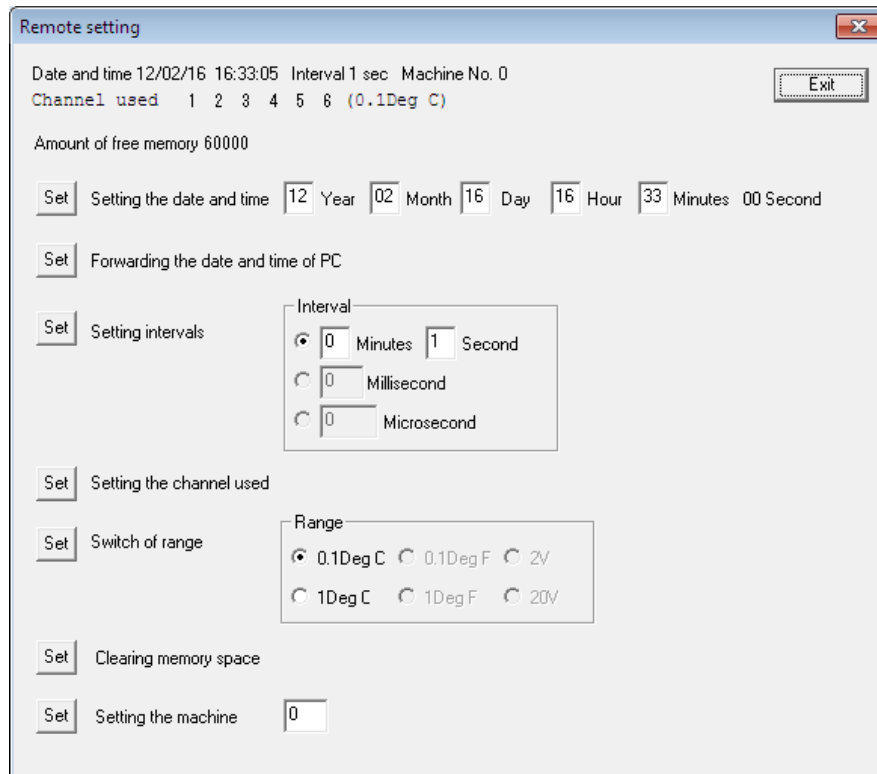 Remote setting
Date and time 12/02/16 16:33:05 Interval 1 sec Machine No. 0
Exit
Channel used 1 2 3 4 5 6 (0.1Deg C)
Amount of free memory 60000
Set Setting the date and time 12 Year 02 Month 16 Day 16 Hour 33 Minutes 00 Second
Set Forwarding the date and time of PC
Interval
Set Setting intervals 0 Minutes 1 Second
0 Millisecond
0 Microsecond
Set Setting the channel used
Range
Set Switch of range 0.1Deg C 0.1Deg F 2V
1Deg C 1Deg F 20V
Set Clearing memory space
Set Setting the machine 0